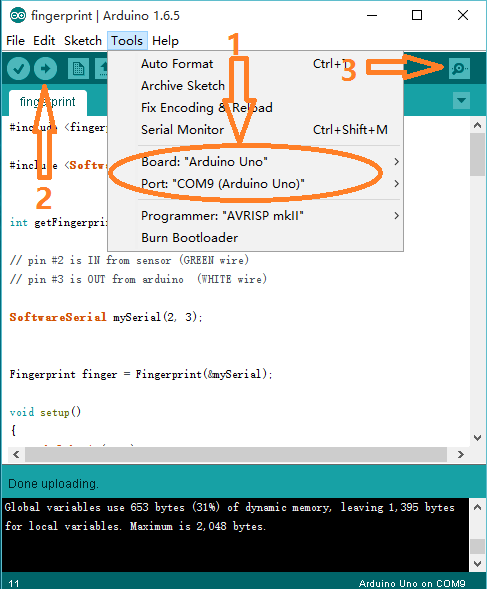 fingerprint | Arduino 1.6.5
File Edit Sketch Tools Help
1
Auto Format Ctrl+T
3
Archive Sketch
fingerprint
Fix Encoding & Reload
#include <fingerp
Serial Monitor Ctrl+Shift+M
#include <Softwa
Board: "Arduino Uno"
Port: "COM9 (Arduino Uno)"
2
int getFingerprint
Programmer: "AVRISP mkII"
Burn Bootloader
// pin #2 is IN from sensor (GREEN wire)
// pin #3 is OUT from arduino  (WHITE wire)
SoftwareSerial mySerial(2, 3);
Fingerprint finger = Fingerprint(&mySerial);
void setup()
{
Done uploading.
Global variables use 653 bytes (31%) of dynamic memory, leaving 1,395 bytes
for local variables. Maximum is 2,048 bytes.
11 Arduino Uno on COM9